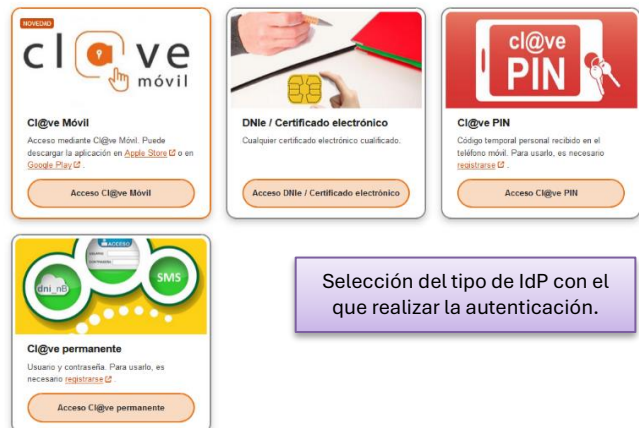 NOVEDAD
cl@ve
móvil
Cl@ve Móvil
Acceso mediante Cl@ve Móvil. Puede
descargar la aplicación en Apple Store o en
Google Play .
Acceso Cl@ve Móvil
DNIe / Certificado electrónico
Cualquier certificado electrónico cualificado.
Acceso DNIe / Certificado electrónico
cl@ve
PIN
Cl@ve PIN
Código temporal personal recibido en el
teléfono móvil. Para usarlo, es necesario
registrarse .
Acceso Cl@ve PIN
ACCESO
USUARIO
CONTRASEÑA
dni_nB
SMS
Cl@ve permanente
Usuario y contraseña. Para usarlo, es
necesario registrarse .
Acceso Cl@ve permanente
Selección del tipo de IdP con el
que realizar la autenticación.